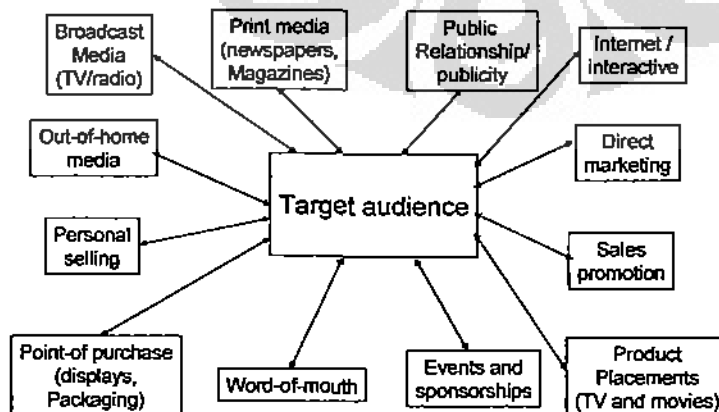 Broadcast
Media
(TV/radio)
Print media
(newspapers,
Magazines)
Public
Relationship/
publicity
Internet /
interactive
Out-of-home
media
Direct
marketing
Target audience
Personal
selling
Sales
promotion
Point-of purchase
(displays,
Packaging)
Word-of-mouth
Events and
sponsorships
Product
Placements
(TV and movies)